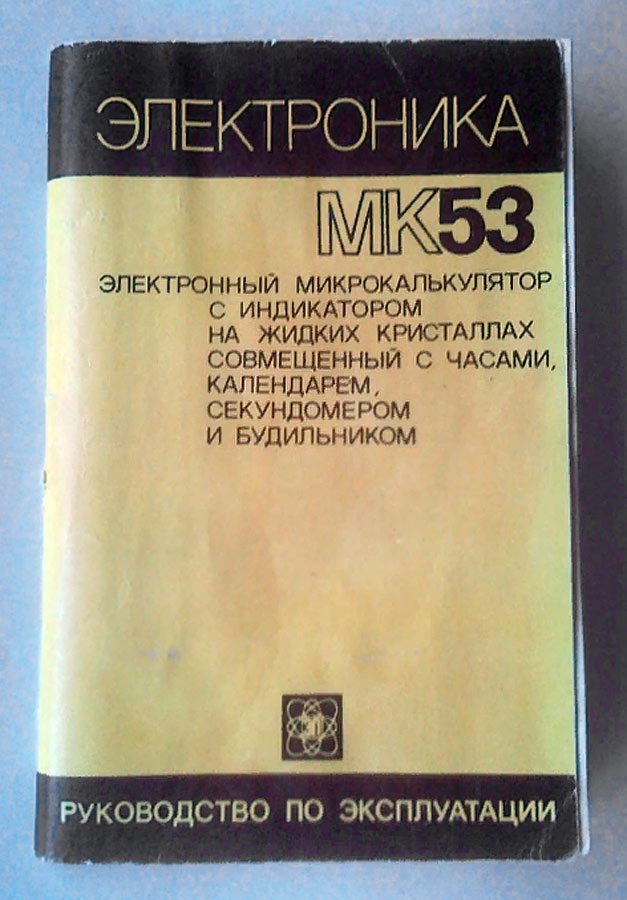 ЭЛЕКТРОНИКА
МК53
ЭЛЕКТРОННЫЙ МИКРОКАЛЬКУЛЯТОР
С ИНДИКАТОРОМ
НА ЖИДКИХ КРИСТАЛЛАХ
СОВМЕЩЕННЫЙ С ЧАСАМИ,
КАЛЕНДАРЕМ,
СЕКУНДОМЕРОМ
И БУДИЛЬНИКОМ
РУКОВОДСТВО ПО ЭКСПЛУАТАЦИИ